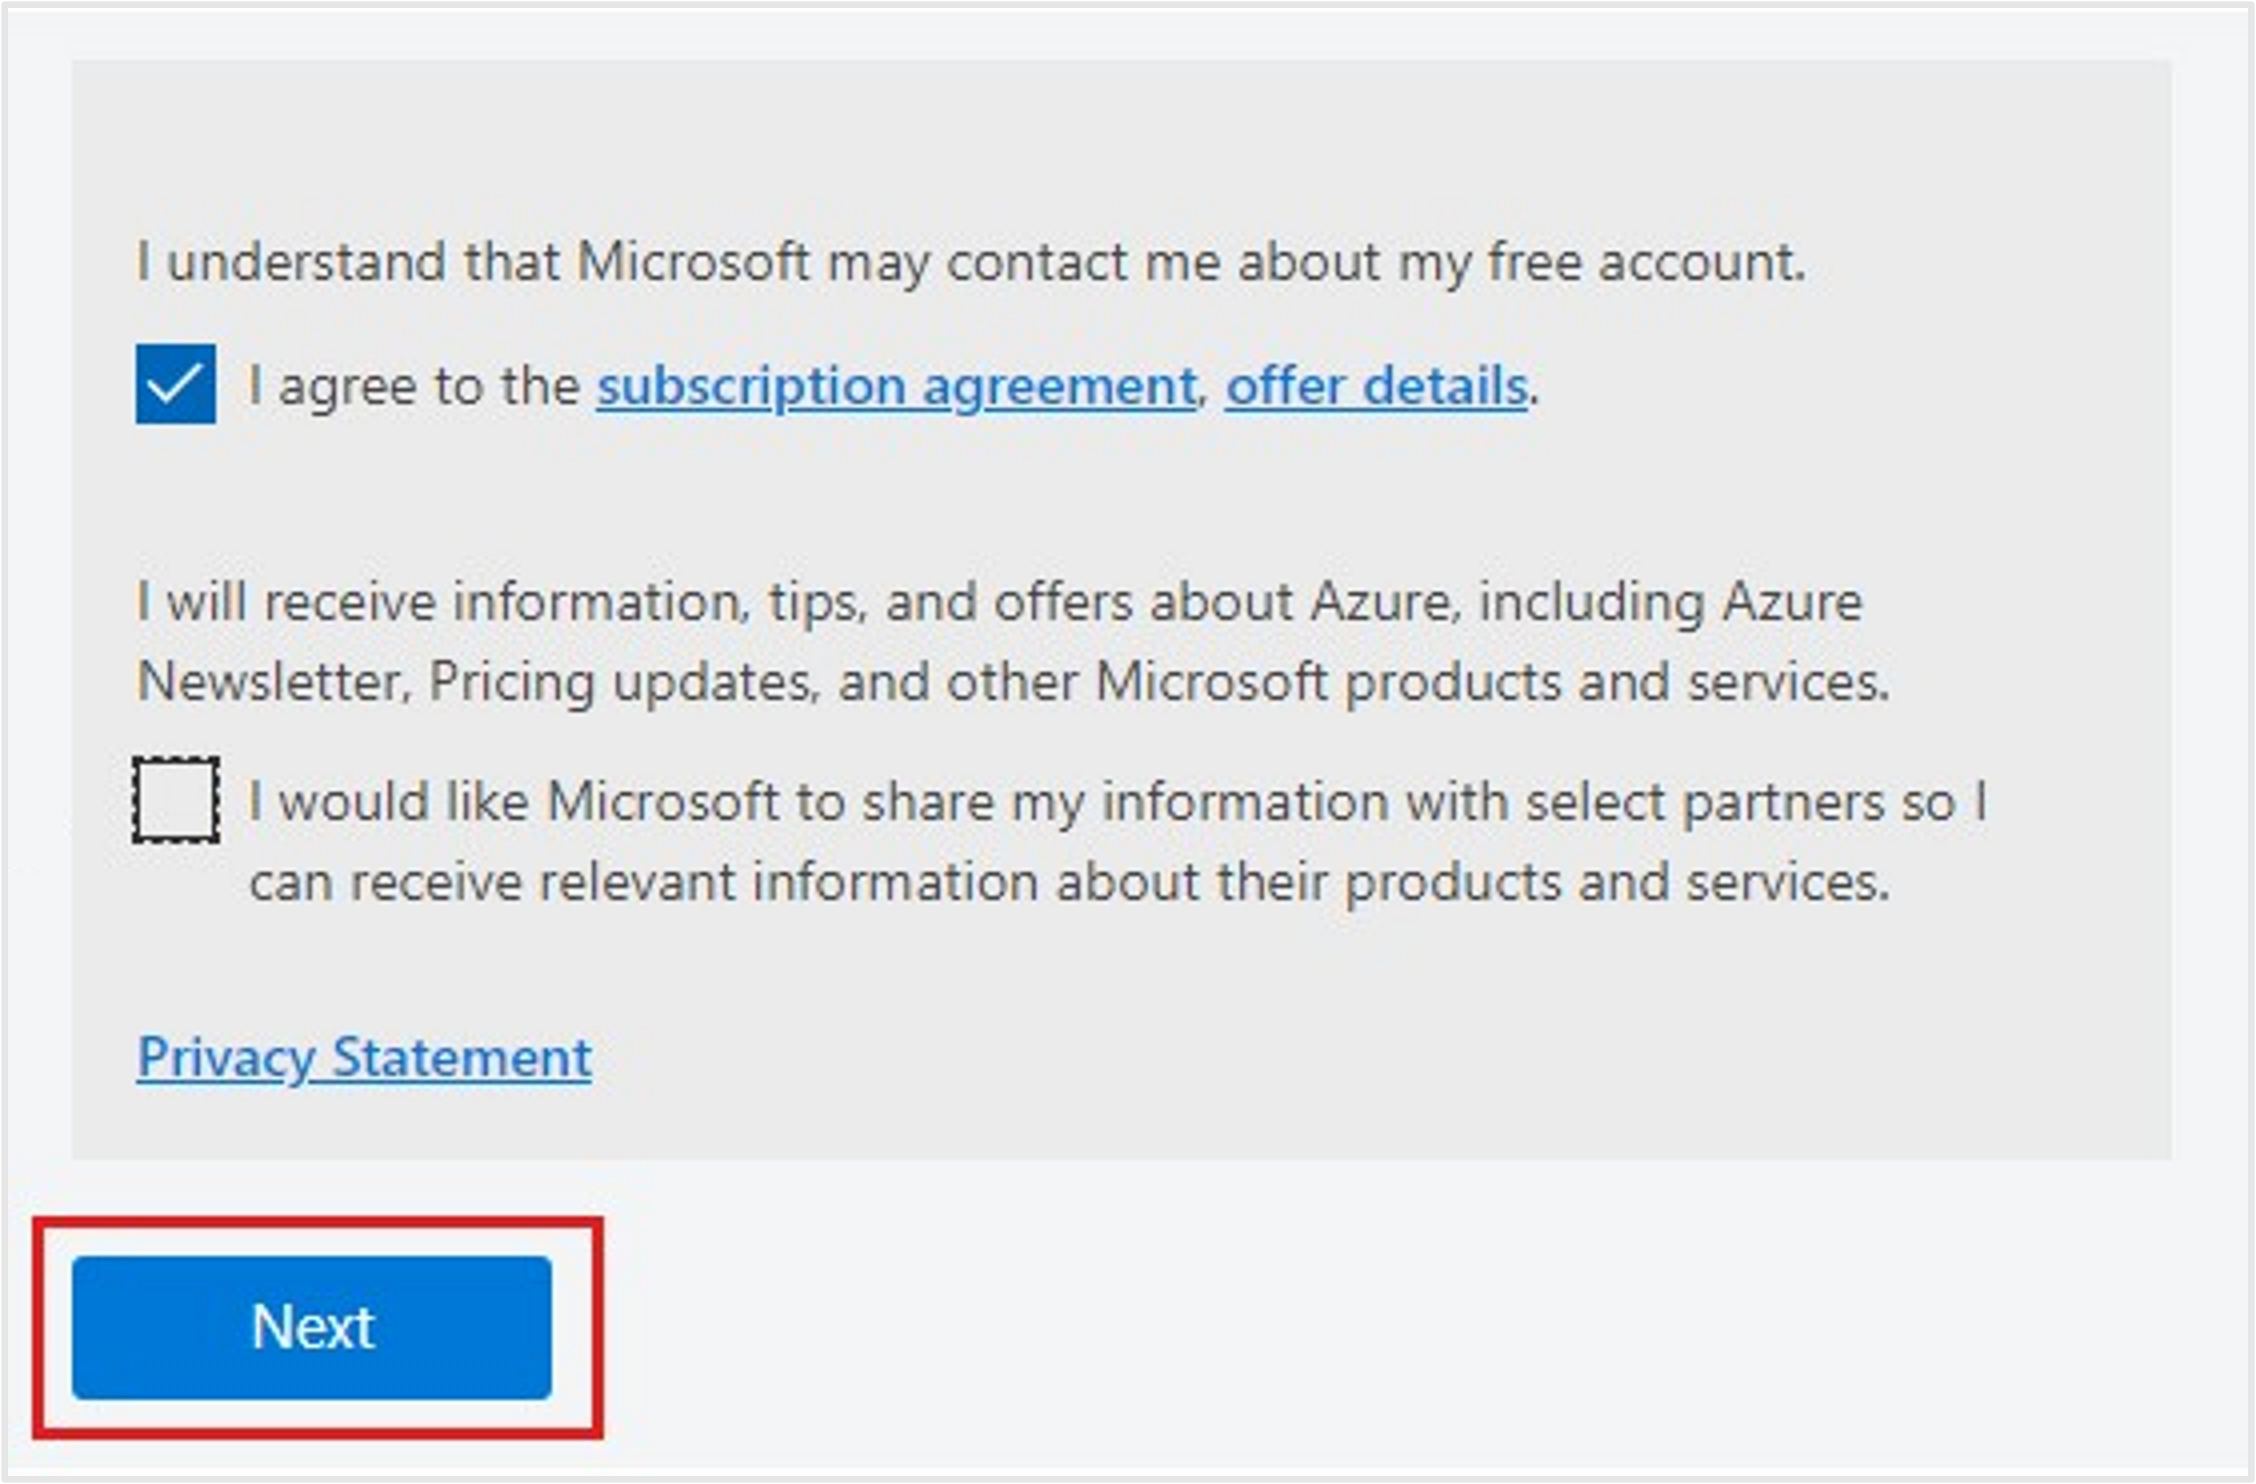 I understand that Microsoft may contact me about my free account.
I agree to the subscription agreement, offer details.
I will receive information, tips, and offers about Azure, including Azure
Newsletter, Pricing updates, and other Microsoft products and services.
I would like Microsoft to share my information with select partners so I
can receive relevant information about their products and services.
Privacy Statement
Next